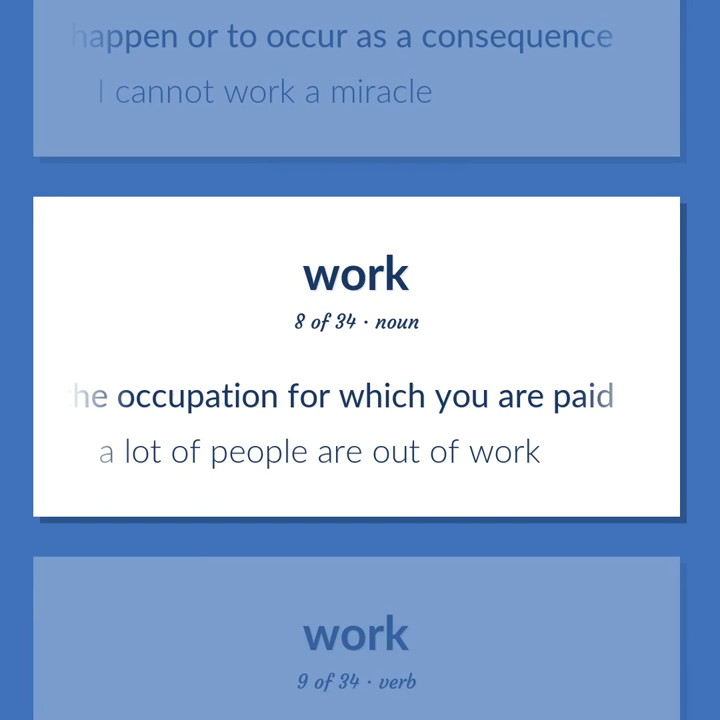 happen or to occur as a consequence
I cannot work a miracle
work
8 of 34 · noun
he occupation for which you are paid
a lot of people are out of work
work
9 of 34 · verb